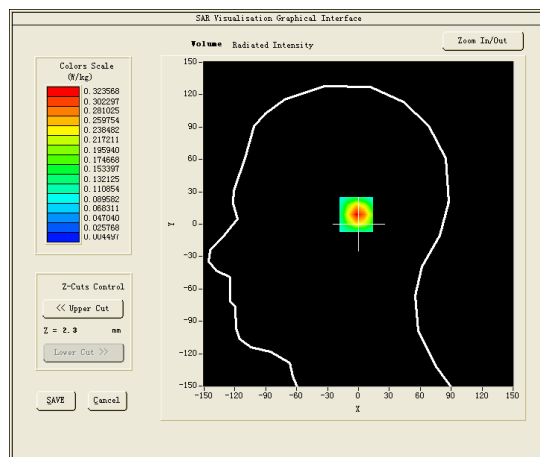 SAR Visualisation Graphical Interface
Volume Radiated Intensity
Zoom In/Out
Colors Scale
(W/kg)
0.323568
0.302297
0.281025
0.259754
0.238482
0.217211
0.195940
0.174668
0.153397
0.132125
0.110854
0.089582
0.068311
0.047040
0.025768
0.004497
Z-Cuts Control
<< Upper Cut
Z = 2.3 mm
Lower Cut >>
SAVE
Cancel
150
120
90
60
30
0
-30
-60
-90
-120
-150
Y
-150 -120 -90 -60 -30 0 30 60 90 120 150
X